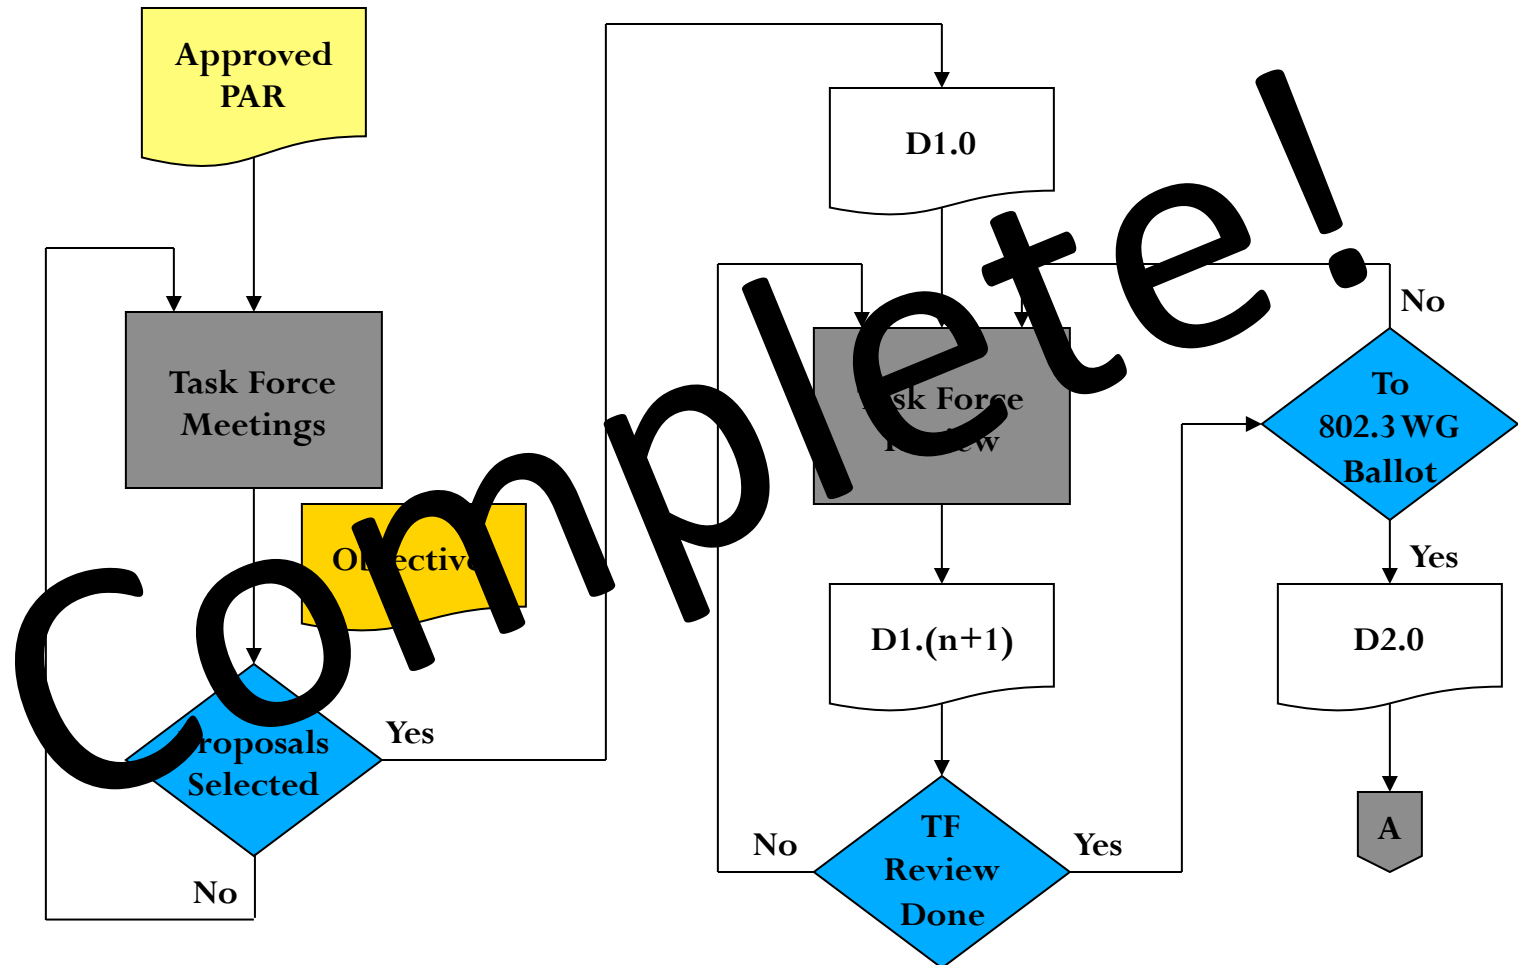 Approved
PAR
Task Force
Meetings
Selected
Yes
No
D1.0
Force
D1.(n+1)
TF
Review
Done
No
Yes
To
802.3 WG
Ballot
No
Yes
D2.0
A
Complete!